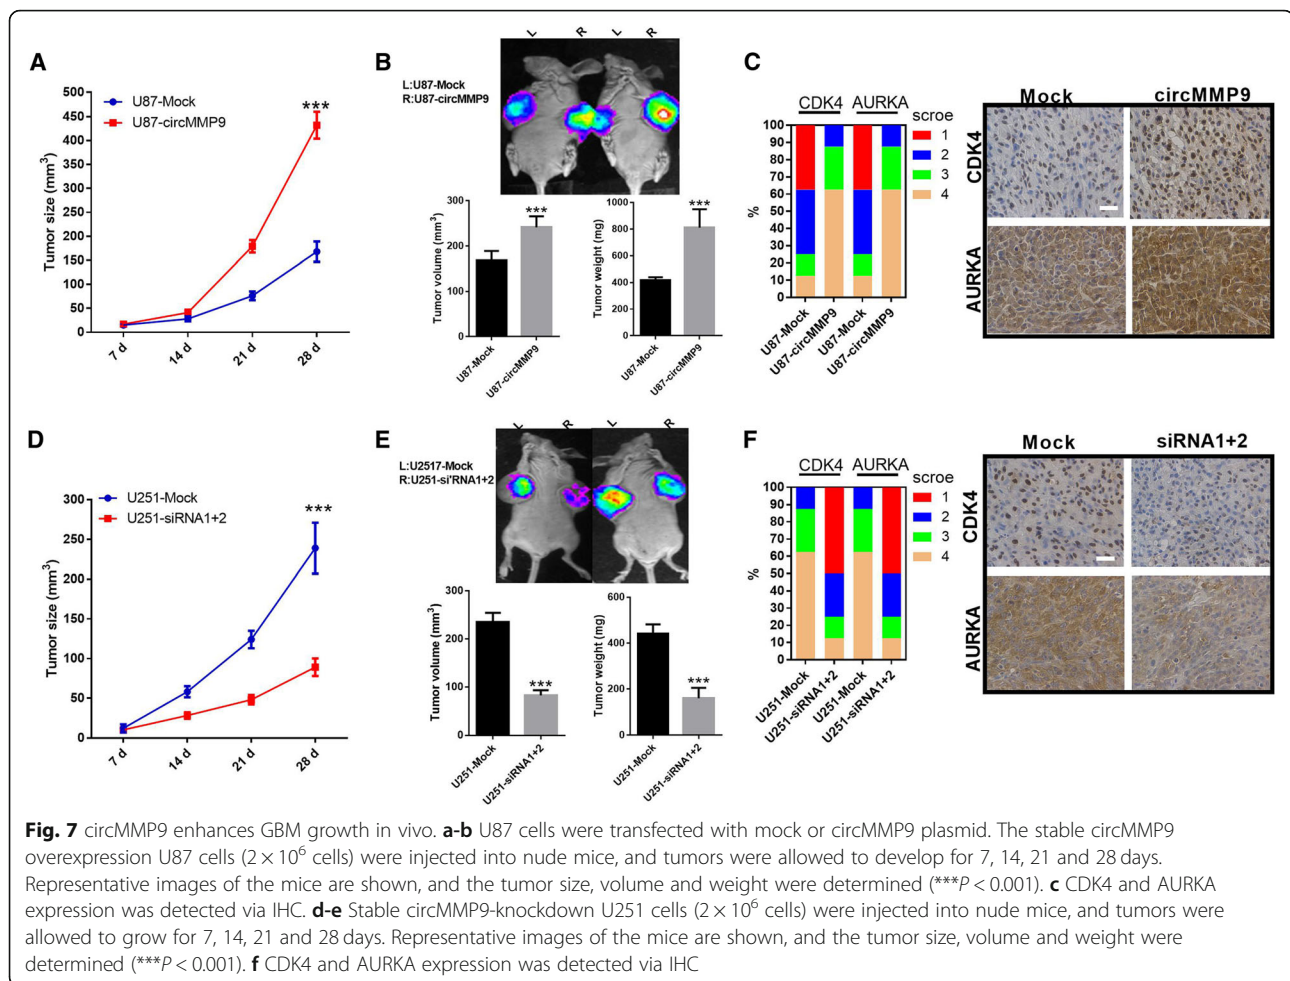 A
U87-Mock
U87-circMMP9
Tumor size (mm³)
500
450
400
350
300
250
200
150
100
50
0
7 d
14 d
21 d
28 d
***
B
L:U87-Mock
R:U87-circMMP9
L
R
L
R
Tumor volume (mm³)
300
200
100
0
***
U87-Mock
U87-circMMP9
Tumor weight (mg)
1000
800
600
400
200
0
***
U87-Mock
U87-circMMP9
C
CDK4
AURKA
scroe
1
2
3
4
%
100
90
80
70
60
50
40
30
20
10
0
U87-Mock
U87-circMMP9
U87-Mock
U87-circMMP9
Mock
circMMP9
CDK4
AURKA
D
U251-Mock
U251-siRNA1+2
Tumor size (mm³)
300
250
200
150
100
50
0
7 d
14 d
21 d
28 d
***
E
L:U2517-Mock
R:U251-si'RNA1+2
L
R
L
R
Tumor volume (mm³)
300
200
100
0
***
U251-Mock
U251-siRNA1+2
Tumor weight (mg)
600
400
200
0
***
U251-Mock
U251-siRNA1+2
F
CDK4
AURKA
scroe
1
2
3
4
%
100
90
80
70
60
50
40
30
20
10
0
U251-Mock
U251-siRNA1+2
U251-Mock
U251-siRNA1+2
Mock
siRNA1+2
CDK4
AURKA
Fig. 7 circMMP9 enhances GBM growth in vivo. a-b U87 cells were transfected with mock or circMMP9 plasmid. The stable circMMP9
overexpression U87 cells (2 × 10⁶ cells) were injected into nude mice, and tumors were allowed to develop for 7, 14, 21 and 28 days.
Representative images of the mice are shown, and the tumor size, volume and weight were determined (***P < 0.001). c CDK4 and AURKA
expression was detected via IHC. d-e Stable circMMP9-knockdown U251 cells (2 × 10⁶ cells) were injected into nude mice, and tumors were
allowed to grow for 7, 14, 21 and 28 days. Representative images of the mice are shown, and the tumor size, volume and weight were
determined (***P < 0.001). f CDK4 and AURKA expression was detected via IHC